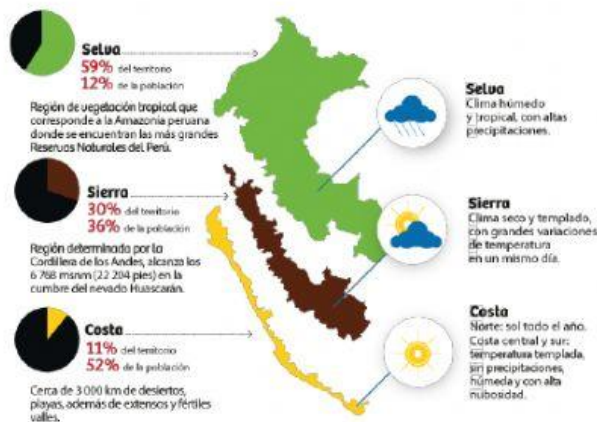 Selva
59% del territorio
12% de la población
Región de vegetación tropical que
corresponde a la Amazonia peruana
donde se encuentran las más grandes
Reservas Naturales del Perú.
Sierra
30% del territorio
36% de la población
Región determinada por la
Cordillera de los Andes, alcanza los
6 768 msnm (22 204 pies) en la
cumbre del nevado Huascarán.
Costa
11% del territorio
52% de la población
Cerca de 3 000 km de desiertos,
playas, además de extensos y fértiles
valles.
Selva
Clima húmedo
y tropical, con altas
precipitaciones.
Sierra
Clima seco y templado,
con grandes variaciones
de temperatura
en un mismo día.
Costa
Norte: sol todo el año.
Costa central y sur:
temperatura templada,
sin precipitaciones,
húmeda y con alta
nubosidad.